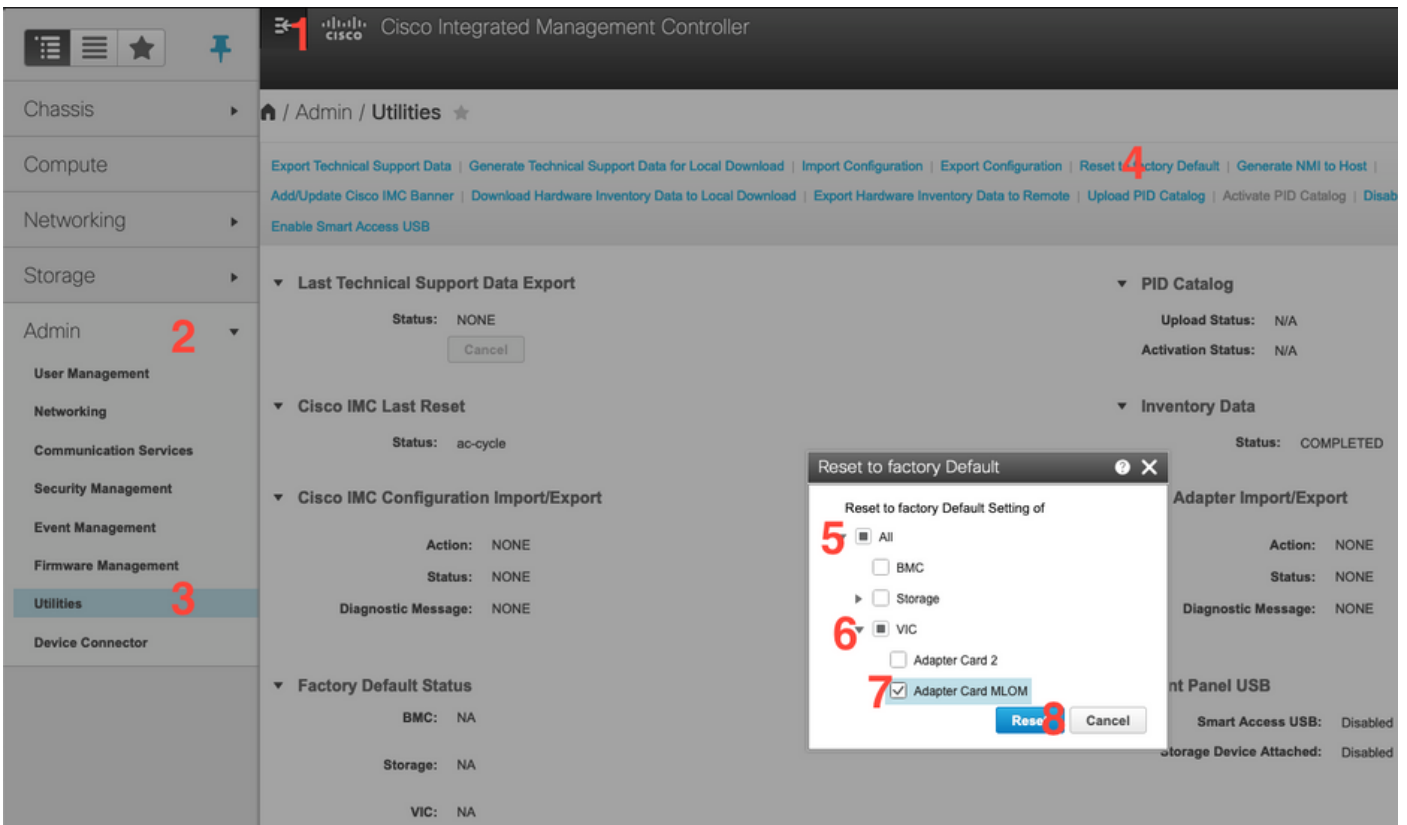 1
cisco Cisco Integrated Management Controller
Chassis
Compute
Networking
Storage
Admin 2
User Management
Networking
Communication Services
Security Management
Event Management
Firmware Management
Utilities 3
Device Connector
/ Admin / Utilities
Export Technical Support Data | Generate Technical Support Data for Local Download | Import Configuration | Export Configuration | Reset to factory Default | Generate NMI to Host |
4
Add/Update Cisco IMC Banner | Download Hardware Inventory Data to Local Download | Export Hardware Inventory Data to Remote | Upload PID Catalog | Activate PID Catalog | Disab
Enable Smart Access USB
Last Technical Support Data Export
Status: NONE
Cancel
PID Catalog
Upload Status: N/A
Activation Status: N/A
Cisco IMC Last Reset
Status: ac-cycle
Inventory Data
Status: COMPLETED
Cisco IMC Configuration Import/Export
Action: NONE
Status: NONE
Diagnostic Message: NONE
Adapter Import/Export
Action: NONE
Status: NONE
Diagnostic Message: NONE
Factory Default Status
BMC: NA
Storage: NA
VIC: NA
nt Panel USB
Smart Access USB: Disabled
Storage Device Attached: Disabled
Reset to factory Default
Reset to factory Default Setting of
5 All
BMC
Storage
6 VIC
Adapter Card 2
7 Adapter Card MLOM
Rese 8 Cancel